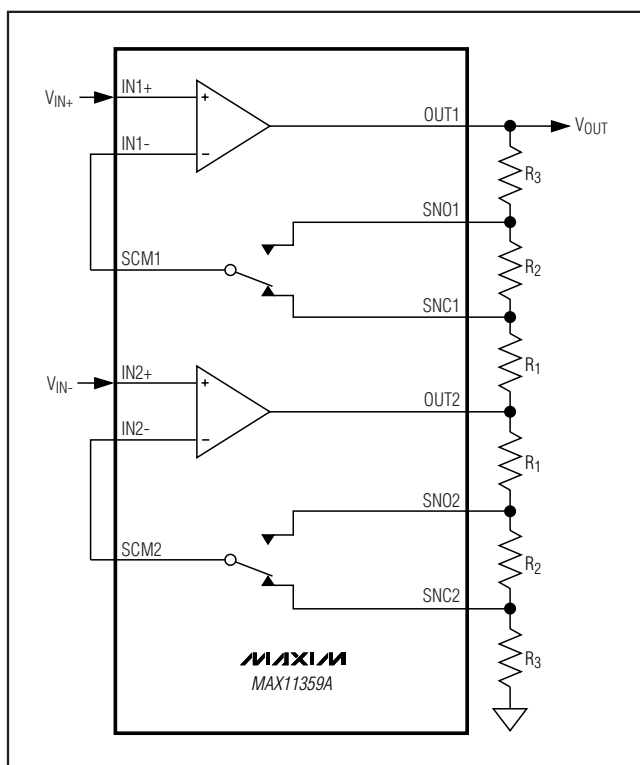 IN1+
V_IN+
+
OUT1
V_OUT
IN1-
-
R3
SNO1
SCM1
R2
SNC1
R1
IN2+
V_IN-
+
OUT2
IN2-
-
R1
SNO2
SCM2
R2
SNC2
R3
MAXIM
MAX11359A